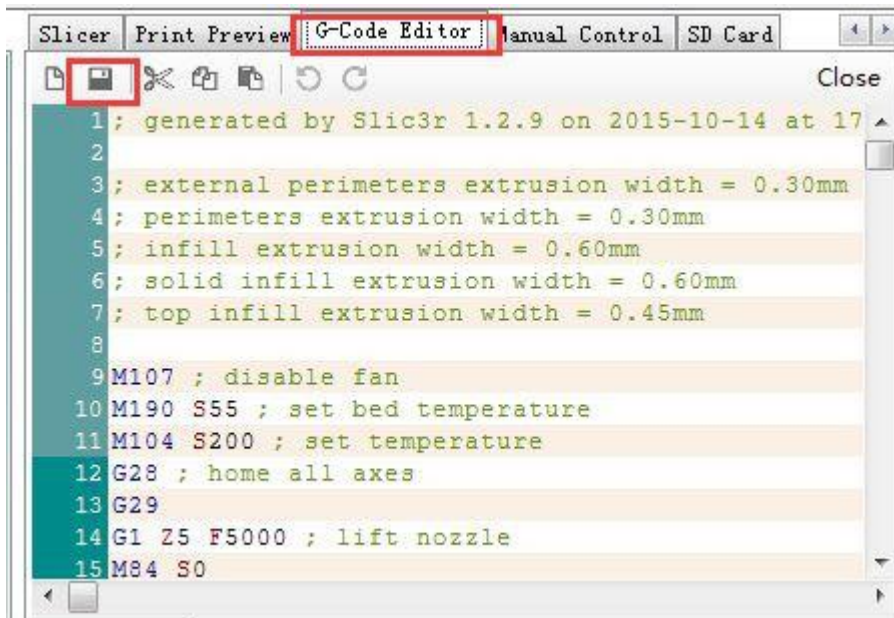 Slicer Print Preview G-Code Editor Manual Control SD Card
Close
1 ; generated by Slic3r 1.2.9 on 2015-10-14 at 17
2
3 ; external perimeters extrusion width = 0.30mm
4 ; perimeters extrusion width = 0.30mm
5 ; infill extrusion width = 0.60mm
6 ; solid infill extrusion width = 0.60mm
7 ; top infill extrusion width = 0.45mm
8
9 M107 ; disable fan
10 M190 S55 ; set bed temperature
11 M104 S200 ; set temperature
12 G28 ; home all axes
13 G29
14 G1 Z5 F5000 ; lift nozzle
15 M84 S0